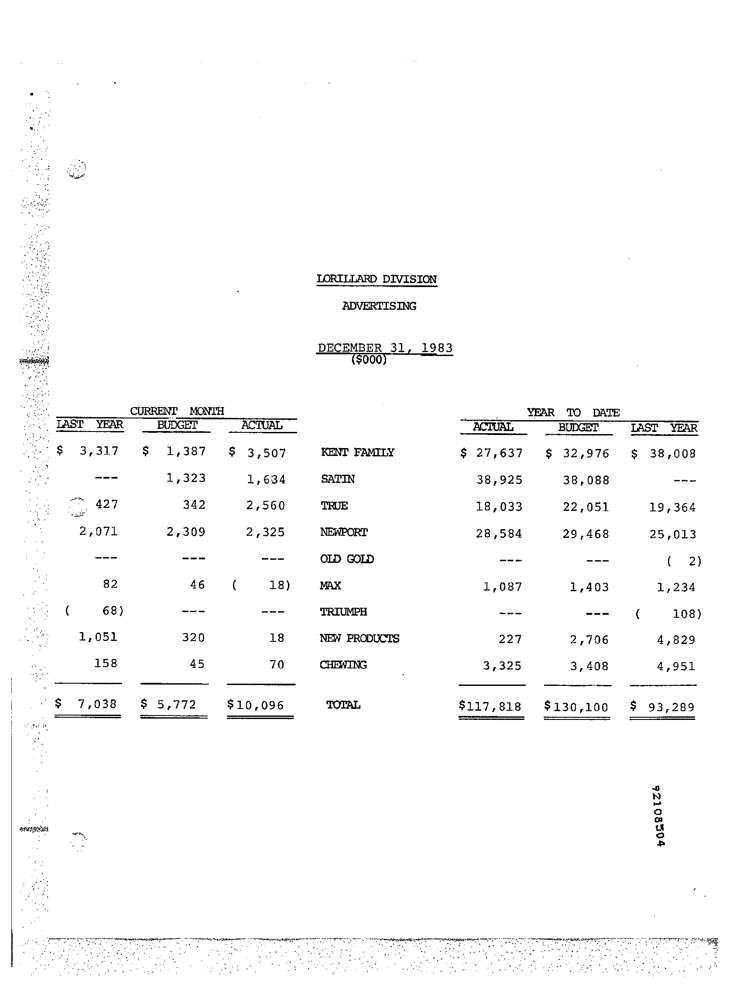 LORILLARD DIVISION
ADVERTISING
DECEMBER 31, 1983
($000)
CURRENT MONTH YEAR TO DATE
LAST YEAR BUDGET ACTUAL ACTUAL BUDGET LAST YEAR
$ 3,317 $ 1,387 $ 3,507 KENT FAMILY $ 27,637 $ 32,976 $ 38,008
--- 1,323 1,634 SATIN 38,925 38,088 ---
427 342 2,560 TRUE 18,033 22,051 19,364
2,071 2,309 2,325 NEWPORT 28,584 29,468 25,013
--- --- --- OLD GOLD --- --- ( 2)
82 46 ( 18) MAX 1,087 1,403 1,234
( 68) --- --- TRIUMPH --- --- ( 108)
1,051 320 18 NEW PRODUCTS 227 2,706 4,829
158 45 70 CHEWING 3,325 3,408 4,951
$ 7,038 $ 5,772 $10,096 TOTAL $117,818 $130,100 $ 93,289
92108504